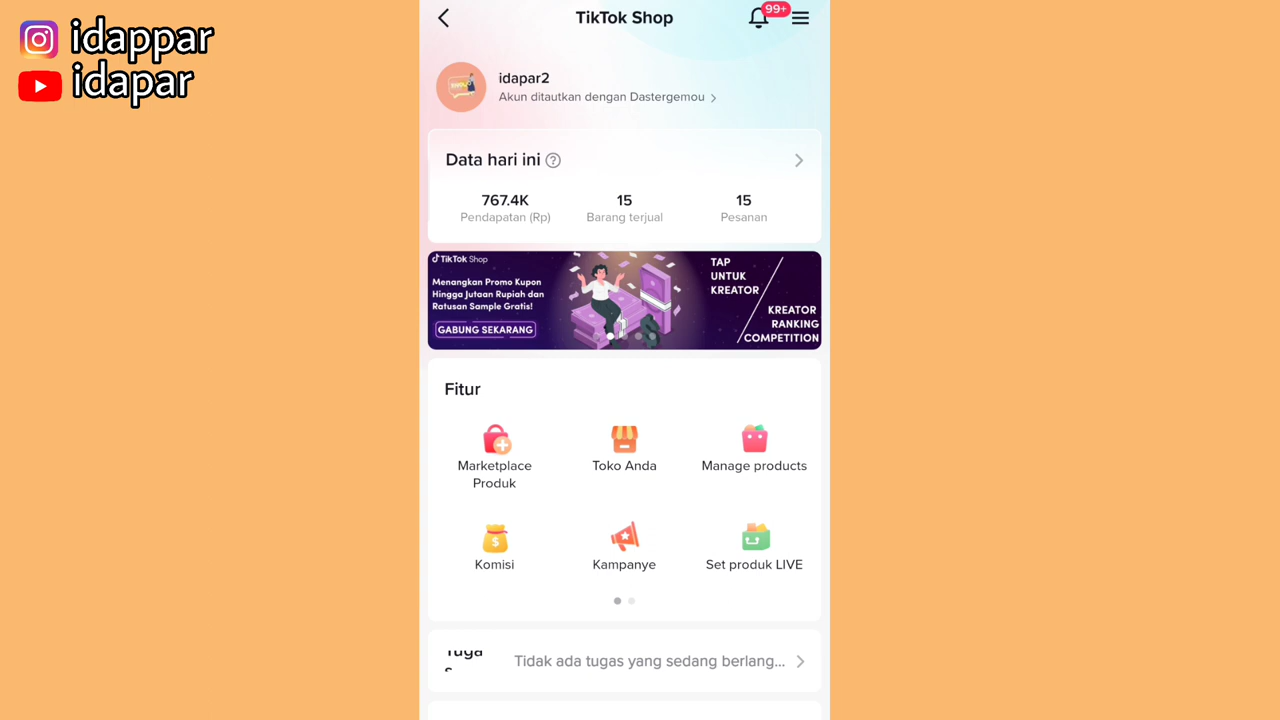 idappar
idapar
TikTok Shop
99+
idapar2
Akun ditautkan dengan Dastergemou
Data hari ini
767.4K
Pendapatan (Rp)
15
Barang terjual
15
Pesanan
TikTok Shop
Menangkan Promo Kupon
Hingga Jutaan Rupiah dan
Ratusan Sample Gratis!
GABUNG SEKARANG
TAP
UNTUK
KREATOR
KREATOR
RANKING
COMPETITION
Fitur
Marketplace
Produk
Toko Anda
Manage products
Komisi
Kampanye
Set produk LIVE
Tuga
s
Tidak ada tugas yang sedang berlang...